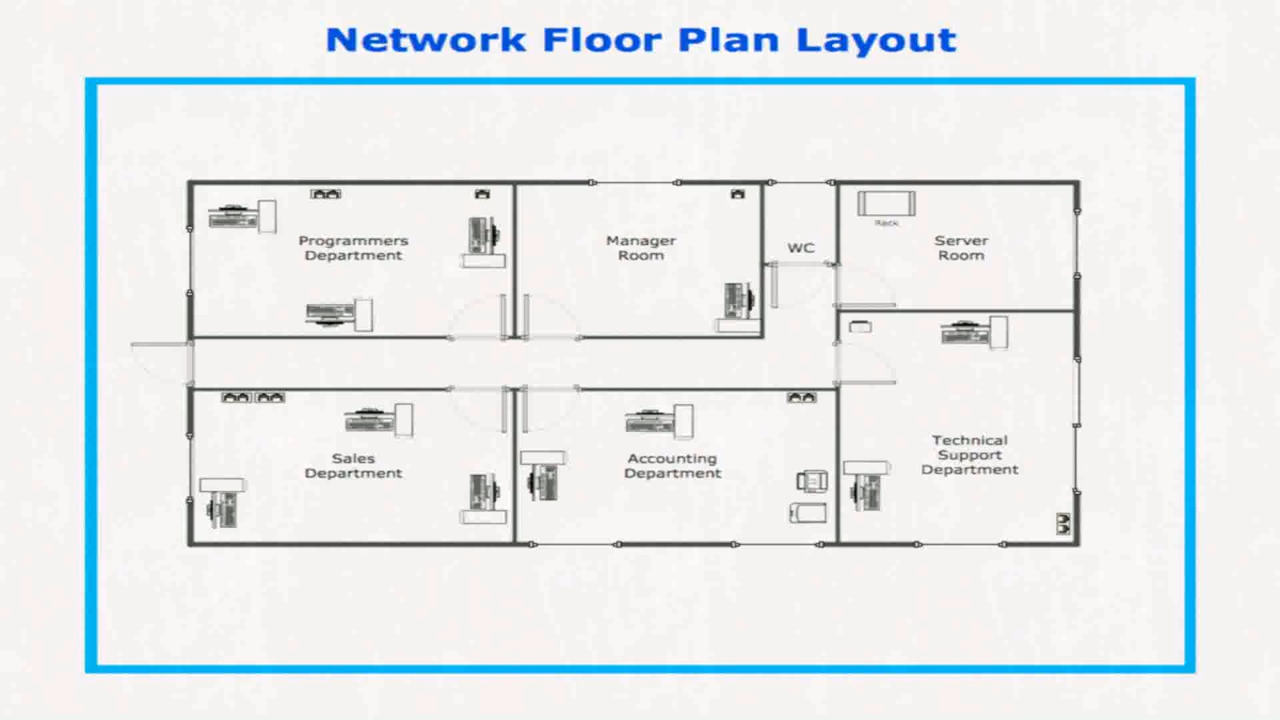 Network Floor Plan Layout
Programmers
Department
Manager
Room
WC
Rack
Server
Room
Sales
Department
Accounting
Department
Technical
Support
Department